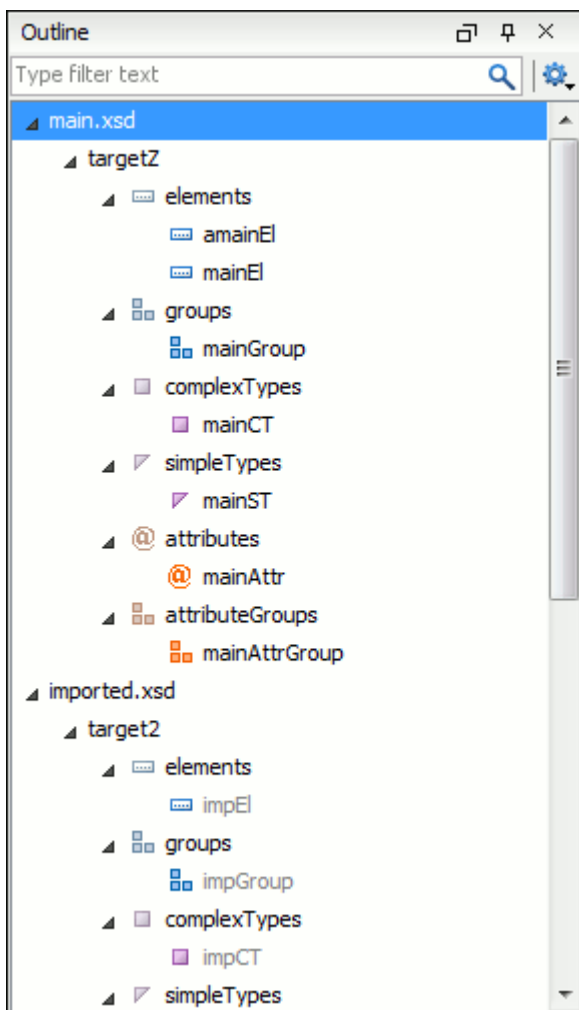 Outline
Type filter text
main.xsd
targetZ
elements
amainEl
mainEl
groups
mainGroup
complexTypes
mainCT
simpleTypes
mainST
attributes
mainAttr
attributeGroups
mainAttrGroup
imported.xsd
target2
elements
impEl
groups
impGroup
complexTypes
impCT
simpleTypes